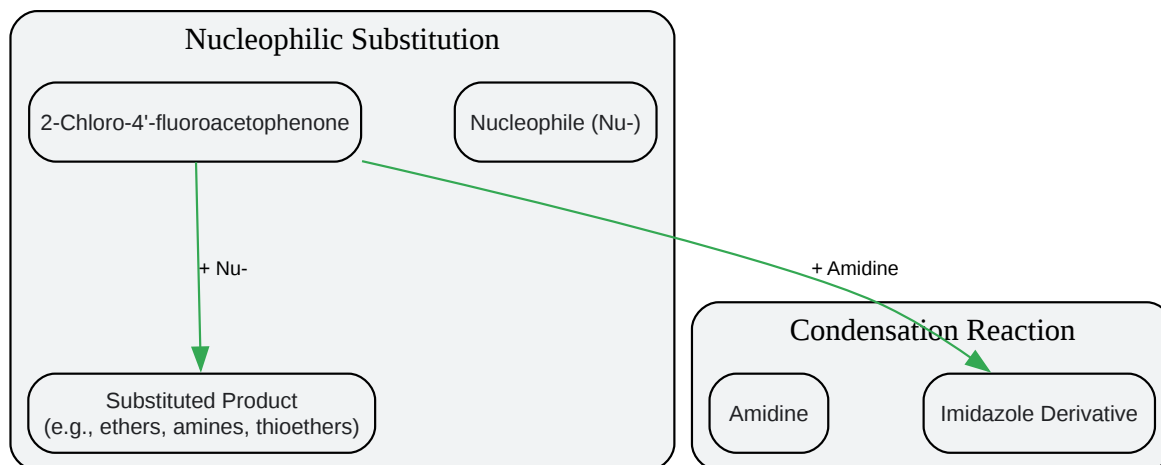 Nucleophilic Substitution
2-Chloro-4'-fluoroacetophenone
Nucleophile (Nu-)
+ Nu-
+ Amidine
Substituted Product
(e.g., ethers, amines, thioethers)
Condensation Reaction
Amidine
Imidazole Derivative